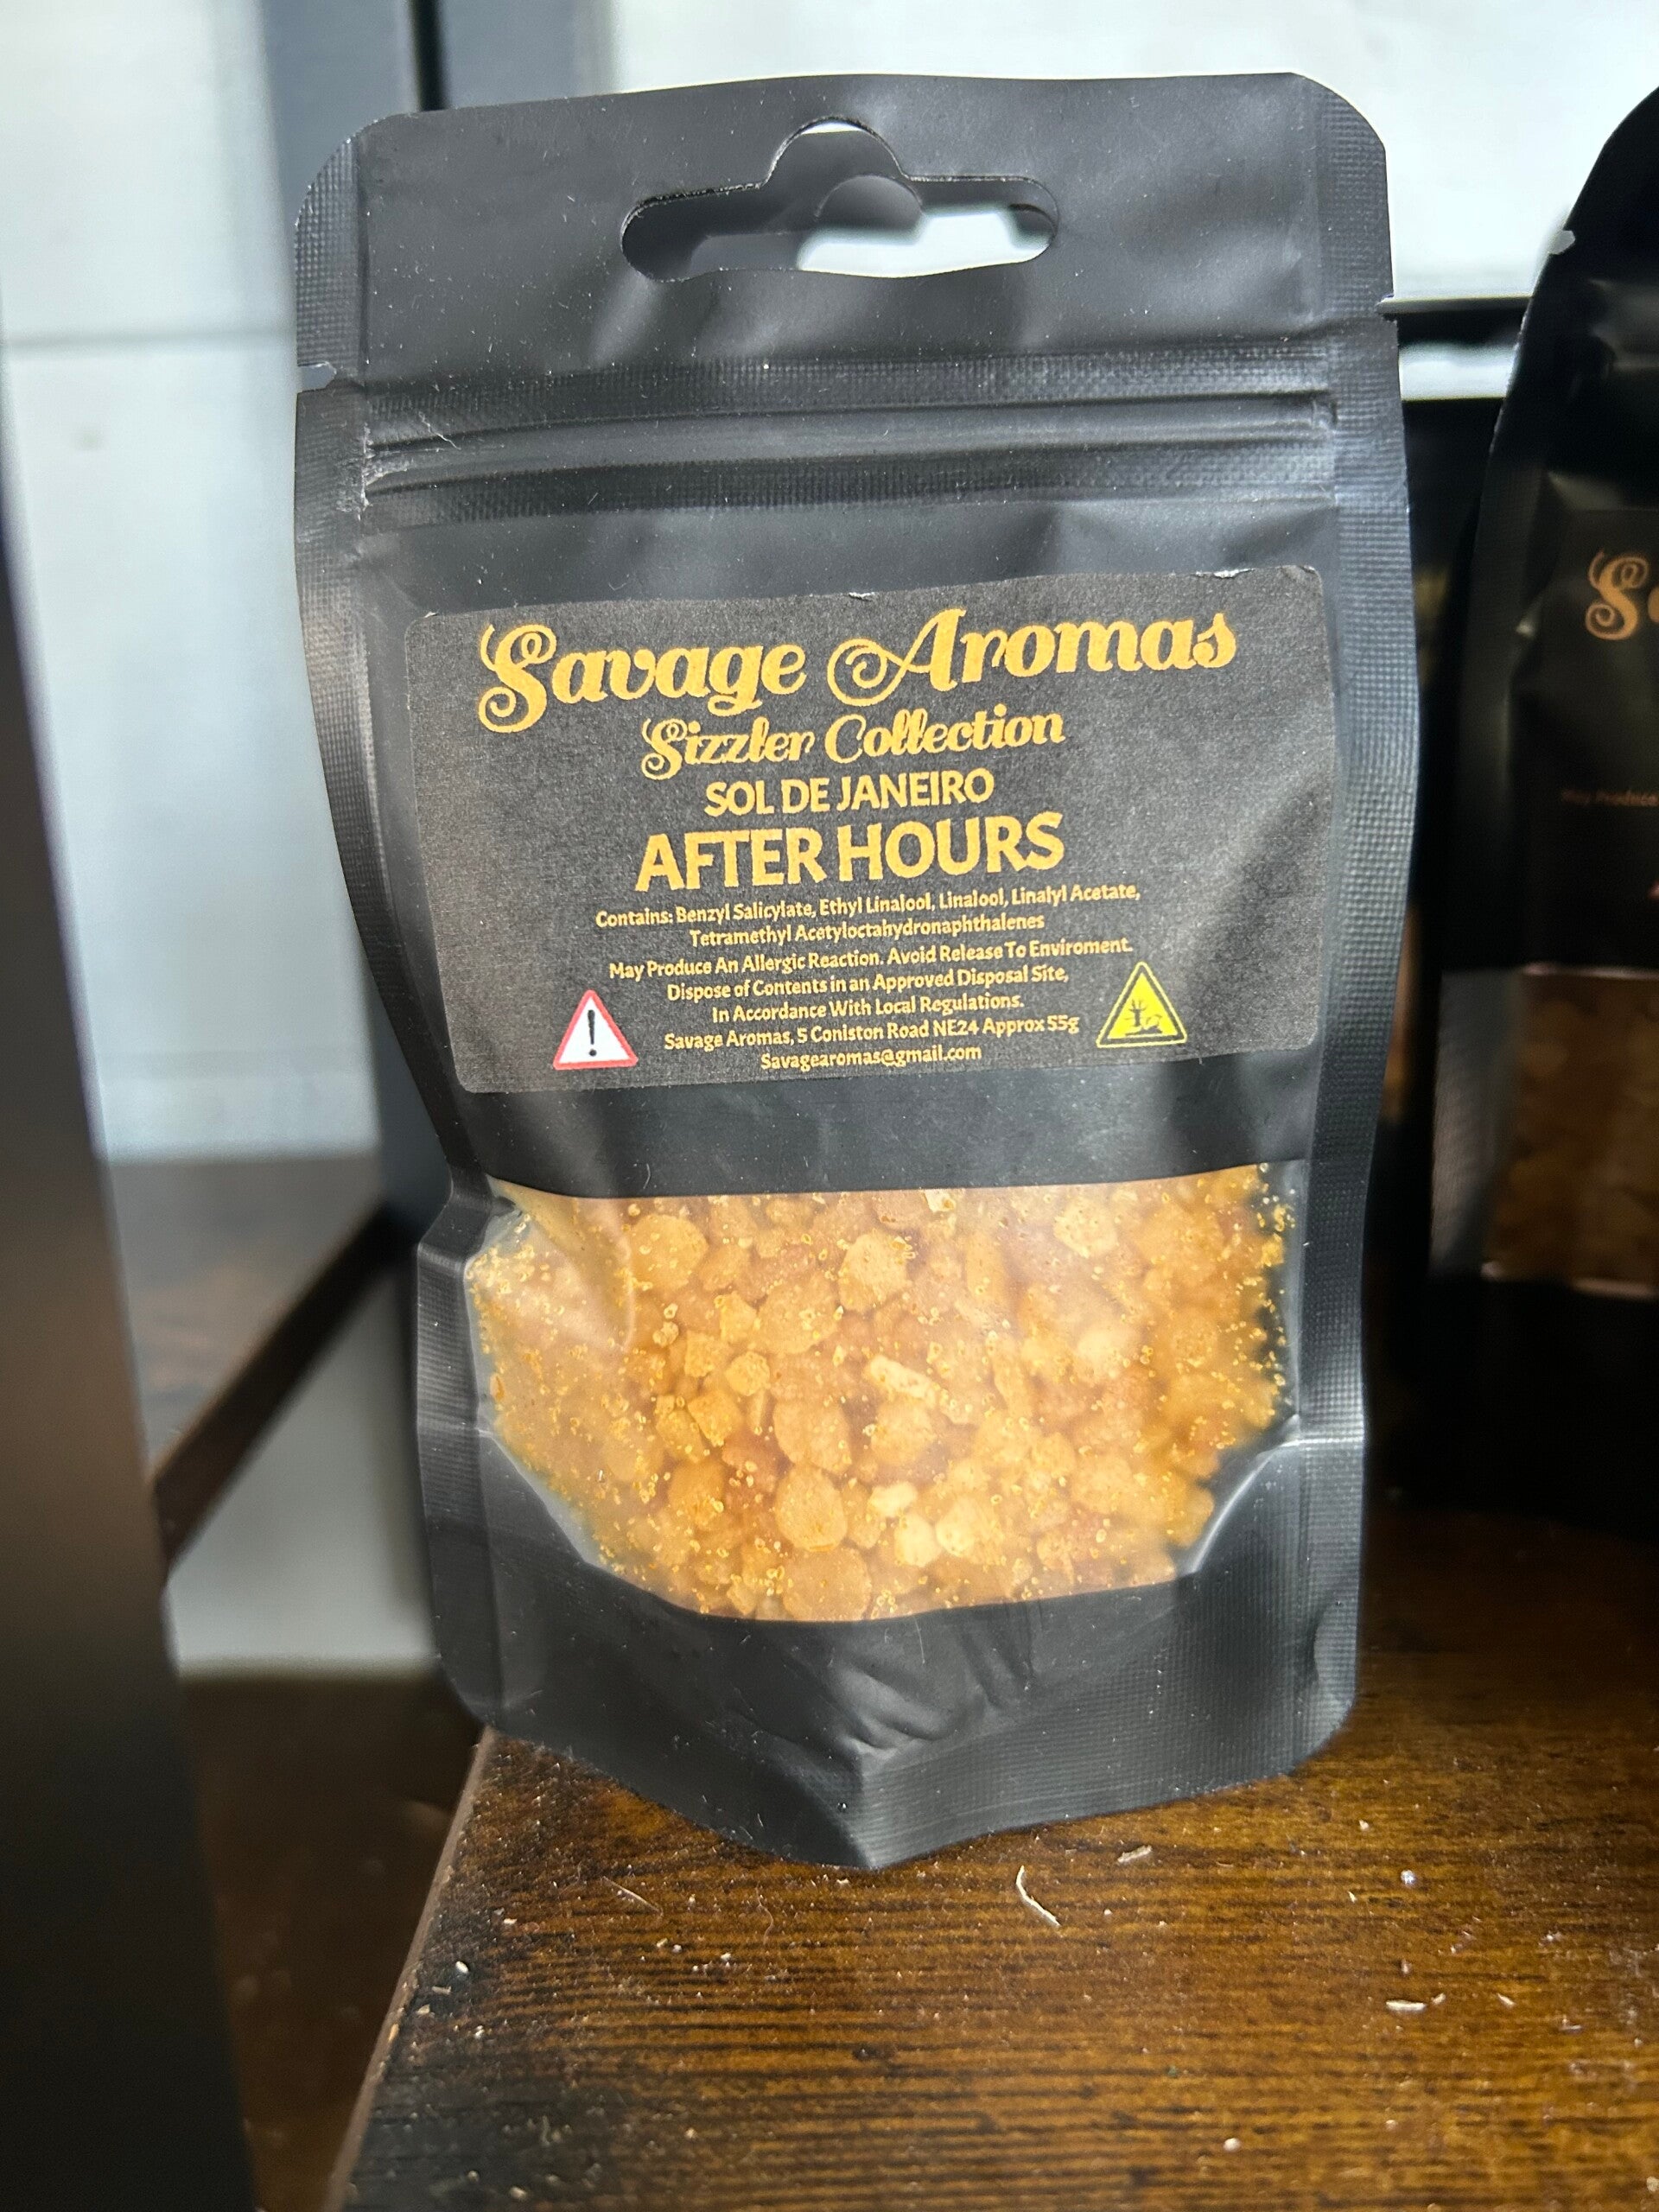 Savage Aromas
Sizzler Collection
SOL DE JANEIRO
AFTER HOURS
Contains: Benzyl Salicylate, Ethyl Linalool, Linalool, Linalyl Acetate,
Tetramethyl Acetyloctahydronaphthalenes
May Produce An Allergic Reaction. Avoid Release To Enviroment.
Dispose of Contents in an Approved Disposal Site,
In Accordance With Local Regulations.
Savage Aromas, 5 Coniston Road NE24 Approx 55g
Savagearomas@gmail.com
May Produce